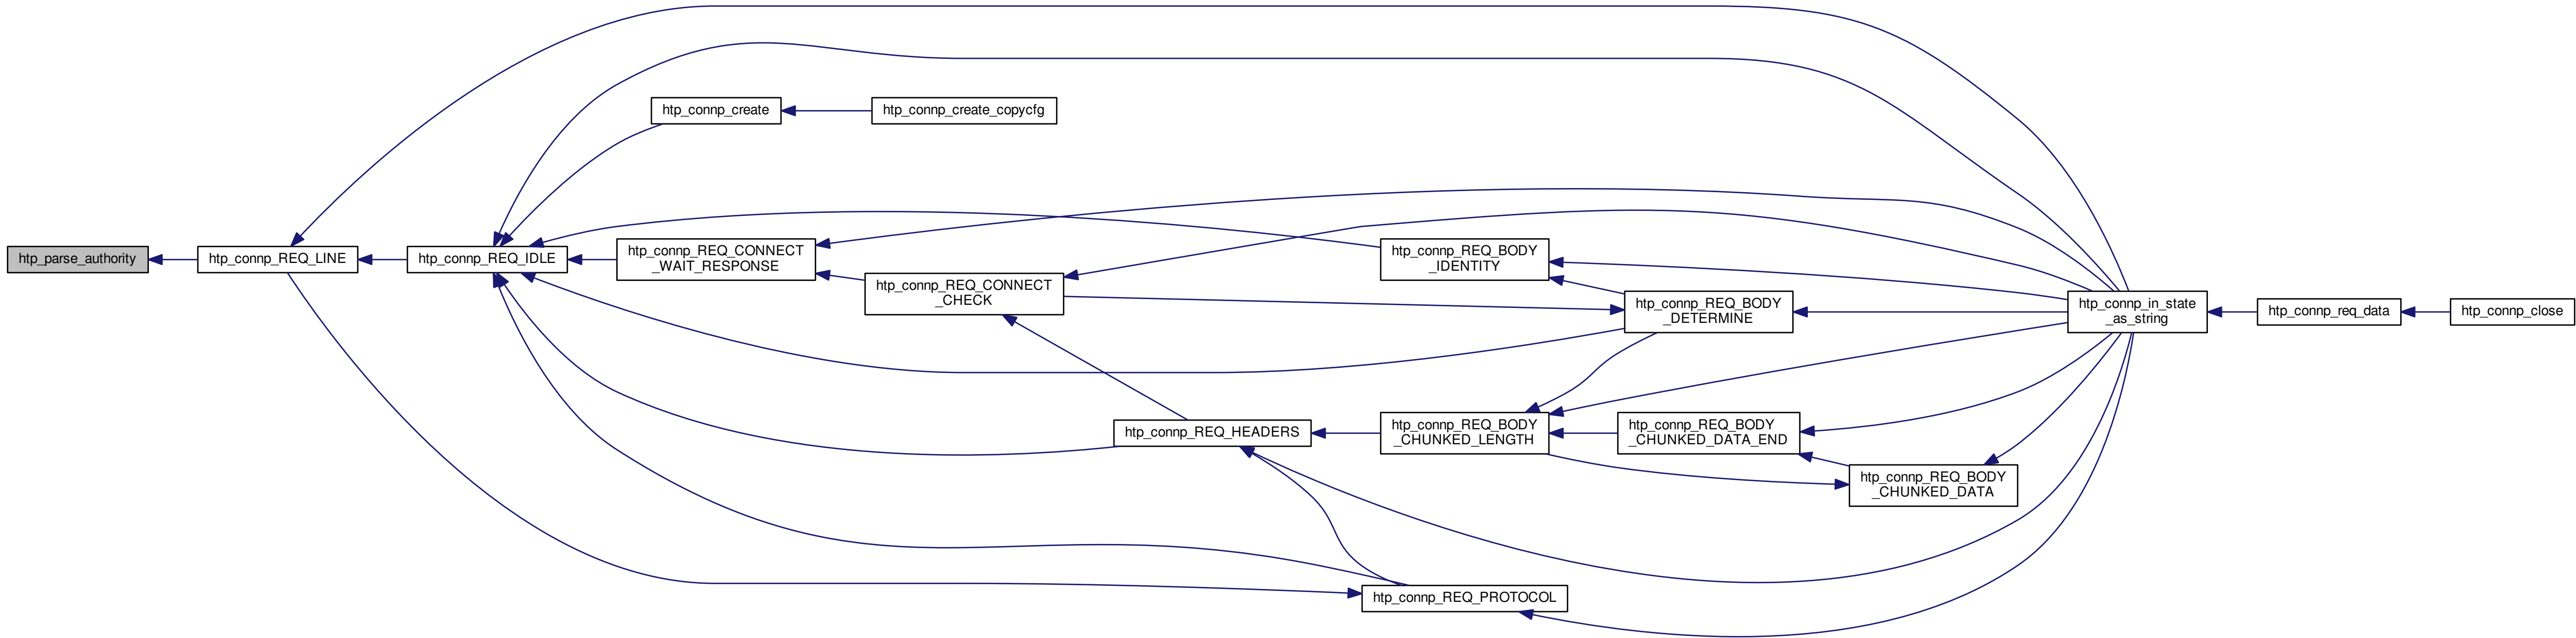 htp_parse_authority
htp_connp_REQ_LINE
htp_connp_REQ_IDLE
htp_connp_create
htp_connp_create_copycfg
htp_connp_REQ_CONNECT
_WAIT_RESPONSE
htp_connp_REQ_CONNECT
_CHECK
htp_connp_REQ_HEADERS
htp_connp_REQ_BODY
_IDENTITY
htp_connp_REQ_BODY
_DETERMINE
htp_connp_REQ_BODY
_CHUNKED_LENGTH
htp_connp_REQ_BODY
_CHUNKED_DATA_END
htp_connp_REQ_BODY
_CHUNKED_DATA
htp_connp_REQ_PROTOCOL
htp_connp_in_state
_as_string
htp_connp_req_data
htp_connp_close